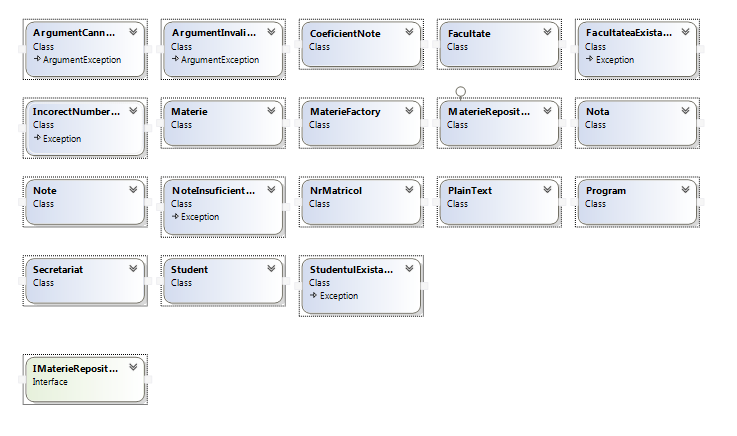 ArgumentCann... ArgumentInvali... CoeficientNote Facultate FacultateaExista...
Class Class Class Class Class
ArgumentException ArgumentException Exception
IncorectNumber... Materie MaterieFactory MaterieReposit... Nota
Class Class Class Class Class
Exception
Note NoteInsuficient... NrMatricol PlainText Program
Class Class Class Class Class
Exception
Secretariat Student StudentulExista...
Class Class Class
Exception
IMaterieReposit...
Interface